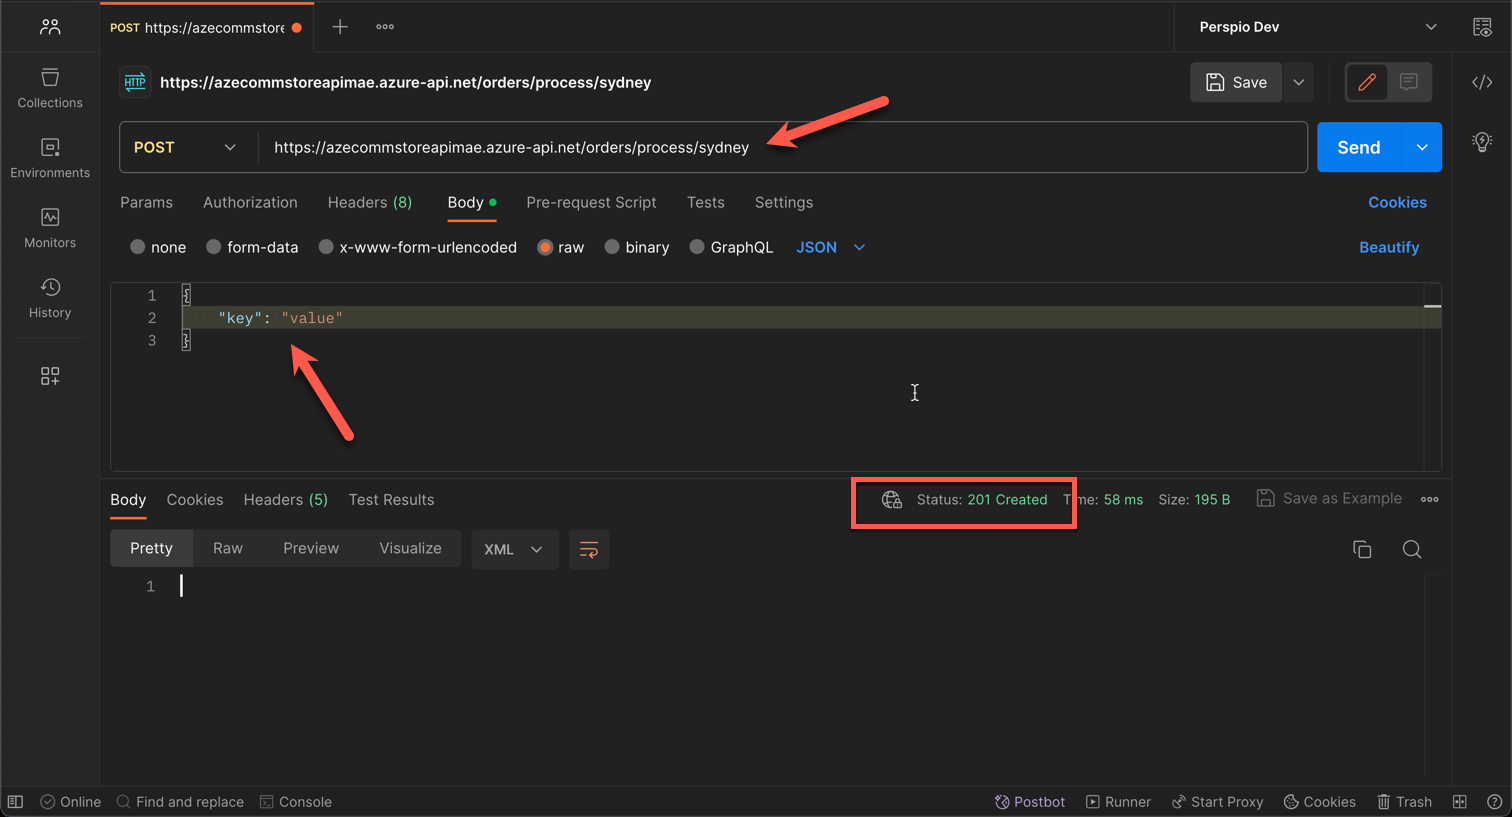 POST https://azecommstore
Perspio Dev
HTTP https://azecommstoreapimae.azure-api.net/orders/process/sydney
Save
Collections
POST https://azecommstoreapimae.azure-api.net/orders/process/sydney
Send
Environments
Params Authorization Headers (8) Body Pre-request Script Tests Settings Cookies
Monitors
none form-data x-www-form-urlencoded raw binary GraphQL JSON Beautify
History
1 {
2 "key": "value"
3 }
Body Cookies Headers (5) Test Results Status: 201 Created Time: 58 ms Size: 195 B Save as Example
Pretty Raw Preview Visualize XML
1
Online Find and replace Console Postbot Runner Start Proxy Cookies Trash